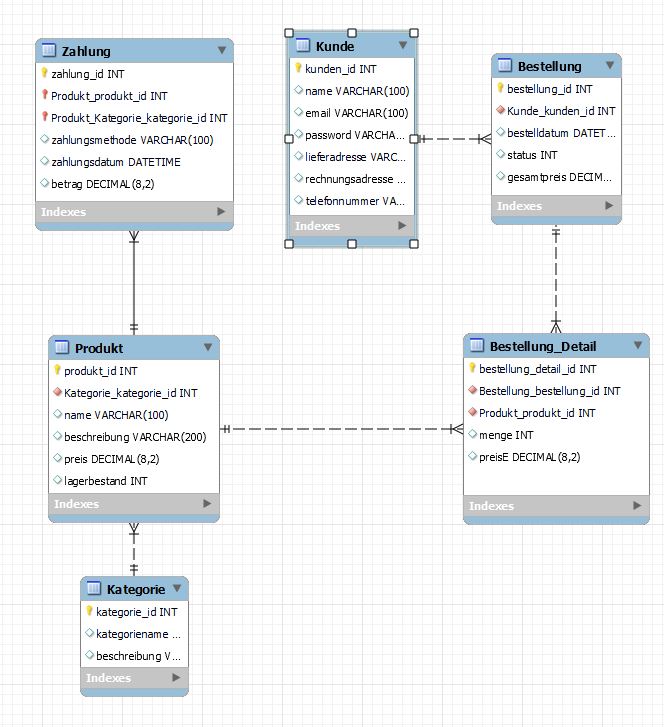 Zahlung
zahlung_id INT
Produkt_produkt_id INT
Produkt_Kategorie_kategorie_id INT
zahlungsmethode VARCHAR(100)
zahlungsdatum DATETIME
betrag DECIMAL(8,2)
Indexes
Kunde
kunden_id INT
name VARCHAR(100)
email VARCHAR(100)
password VARCHA...
lieferadresse VARC...
rechnungsadresse ...
telefonnummer VA...
Indexes
Bestellung
bestellung_id INT
Kunde_kunden_id INT
bestelldatum DATET...
status INT
gesamtpreis DECIM...
Indexes
Produkt
produkt_id INT
Kategorie_kategorie_id INT
name VARCHAR(100)
beschreibung VARCHAR(200)
preis DECIMAL(8,2)
lagerbestand INT
Indexes
Bestellung_Detail
bestellung_detail_id INT
Bestellung_bestellung_id INT
Produkt_produkt_id INT
menge INT
preisE DECIMAL(8,2)
Indexes
Kategorie
kategorie_id INT
kategoriename ...
beschreibung V...
Indexes